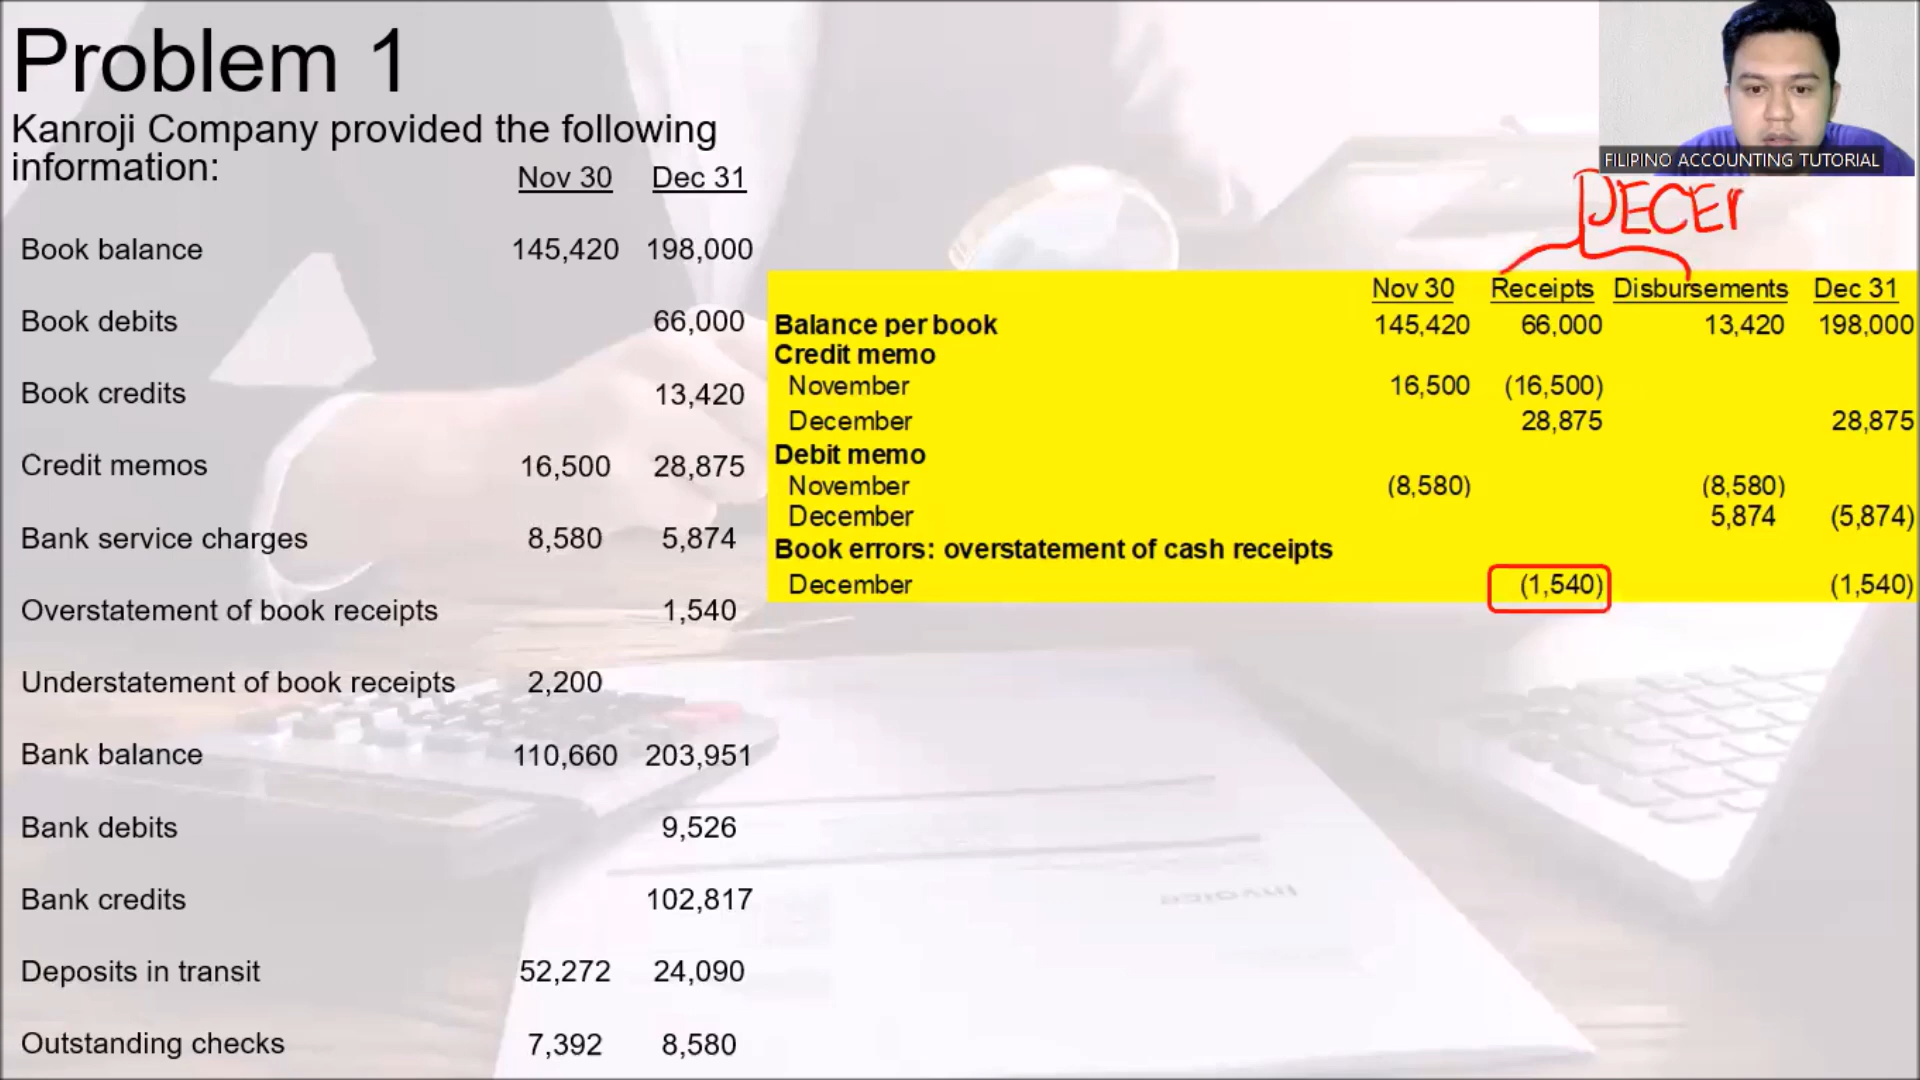 Problem 1
Kanroji Company provided the following
information:
Nov 30 Dec 31
Book balance 145,420 198,000
Book debits 66,000
Book credits 13,420
Credit memos 16,500 28,875
Bank service charges 8,580 5,874
Overstatement of book receipts 1,540
Understatement of book receipts 2,200
Bank balance 110,660 203,951
Bank debits 9,526
Bank credits 102,817
Deposits in transit 52,272 24,090
Outstanding checks 7,392 8,580
FILIPINO ACCOUNTING TUTORIAL
DECEM
Nov 30 Receipts Disbursements Dec 31
Balance per book 145,420 66,000 13,420 198,000
Credit memo
November 16,500 (16,500)
December 28,875 28,875
Debit memo
November (8,580) (8,580)
December 5,874 (5,874)
Book errors: overstatement of cash receipts
December (1,540) (1,540)